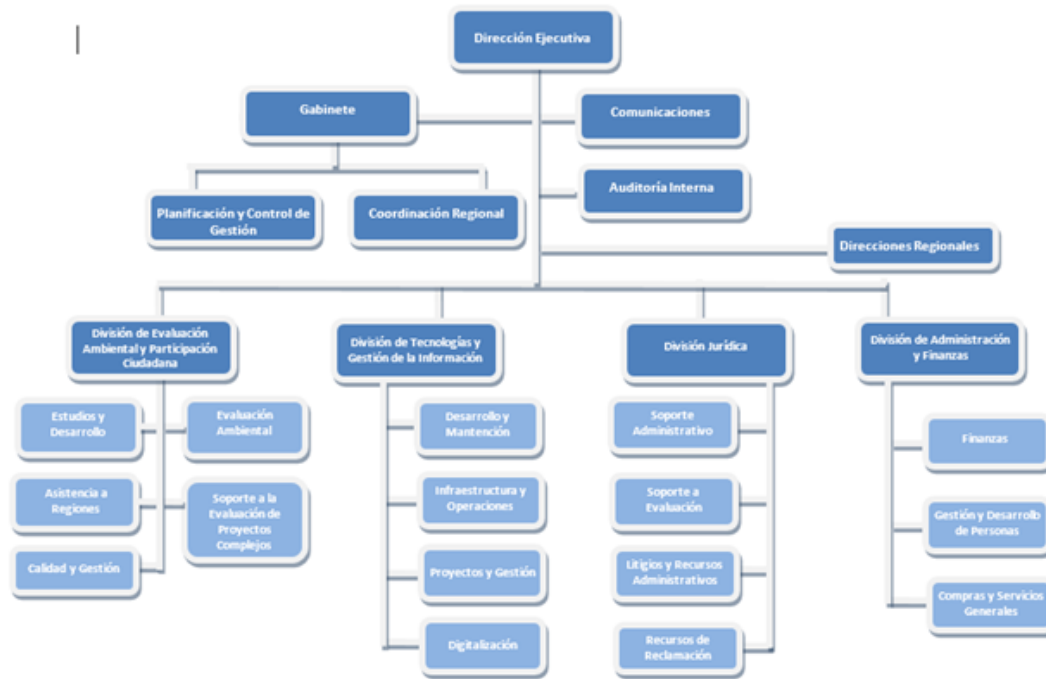 Dirección Ejecutiva
Gabinete
Comunicaciones
Auditoría Interna
Planificación y Control de
Gestión
Coordinación Regional
Direcciones Regionales
División de Evaluación
Ambiental y Participación
Ciudadana
División de Tecnologías y
Gestión de la Información
División Jurídica
División de Administración
y Finanzas
Estudios y
Desarrollo
Evaluación
Ambiental
Asistencia a
Regiones
Soporte a la
Evaluación de
Proyectos
Complejos
Calidad y Gestión
Desarrollo y
Mantención
Infraestructura y
Operaciones
Proyectos y Gestión
Digitalización
Soporte
Administrativo
Soporte a
Evaluación
Litigios y Recursos
Administrativos
Recursos de
Reclamación
Finanzas
Gestión y Desarrollo
de Personas
Compras y Servicios
Generales